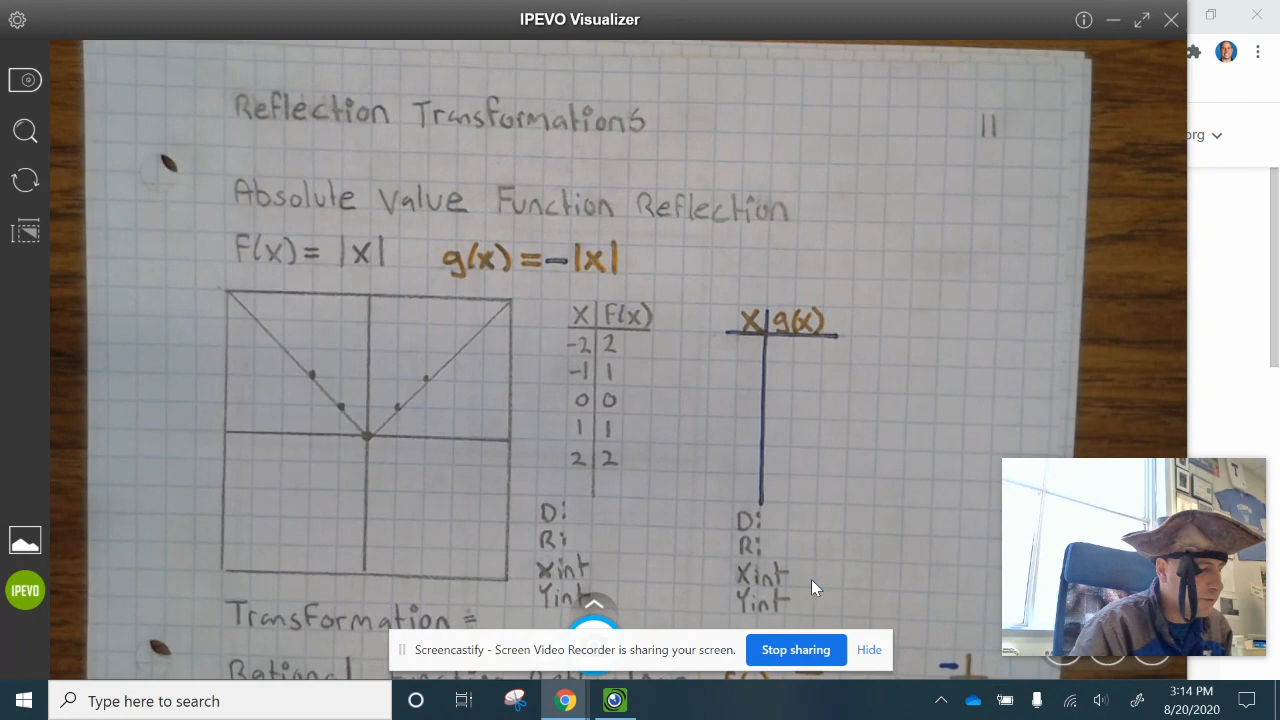 IPEVO Visualizer
Reflection Transformations
11
org
Absolute Value Function Reflection
F(x) = |x|
g(x) = -|x|
X F(x)
-2 2
-1 1
0 0
1 1
2 2
X g(x)
D:
R:
Xint
Yint
D:
R:
Xint
Yint
Transformation =
IPEVO
Screencastify - Screen Video Recorder is sharing your screen.
Stop sharing
Hide
Type here to search
3:14 PM
8/20/2020